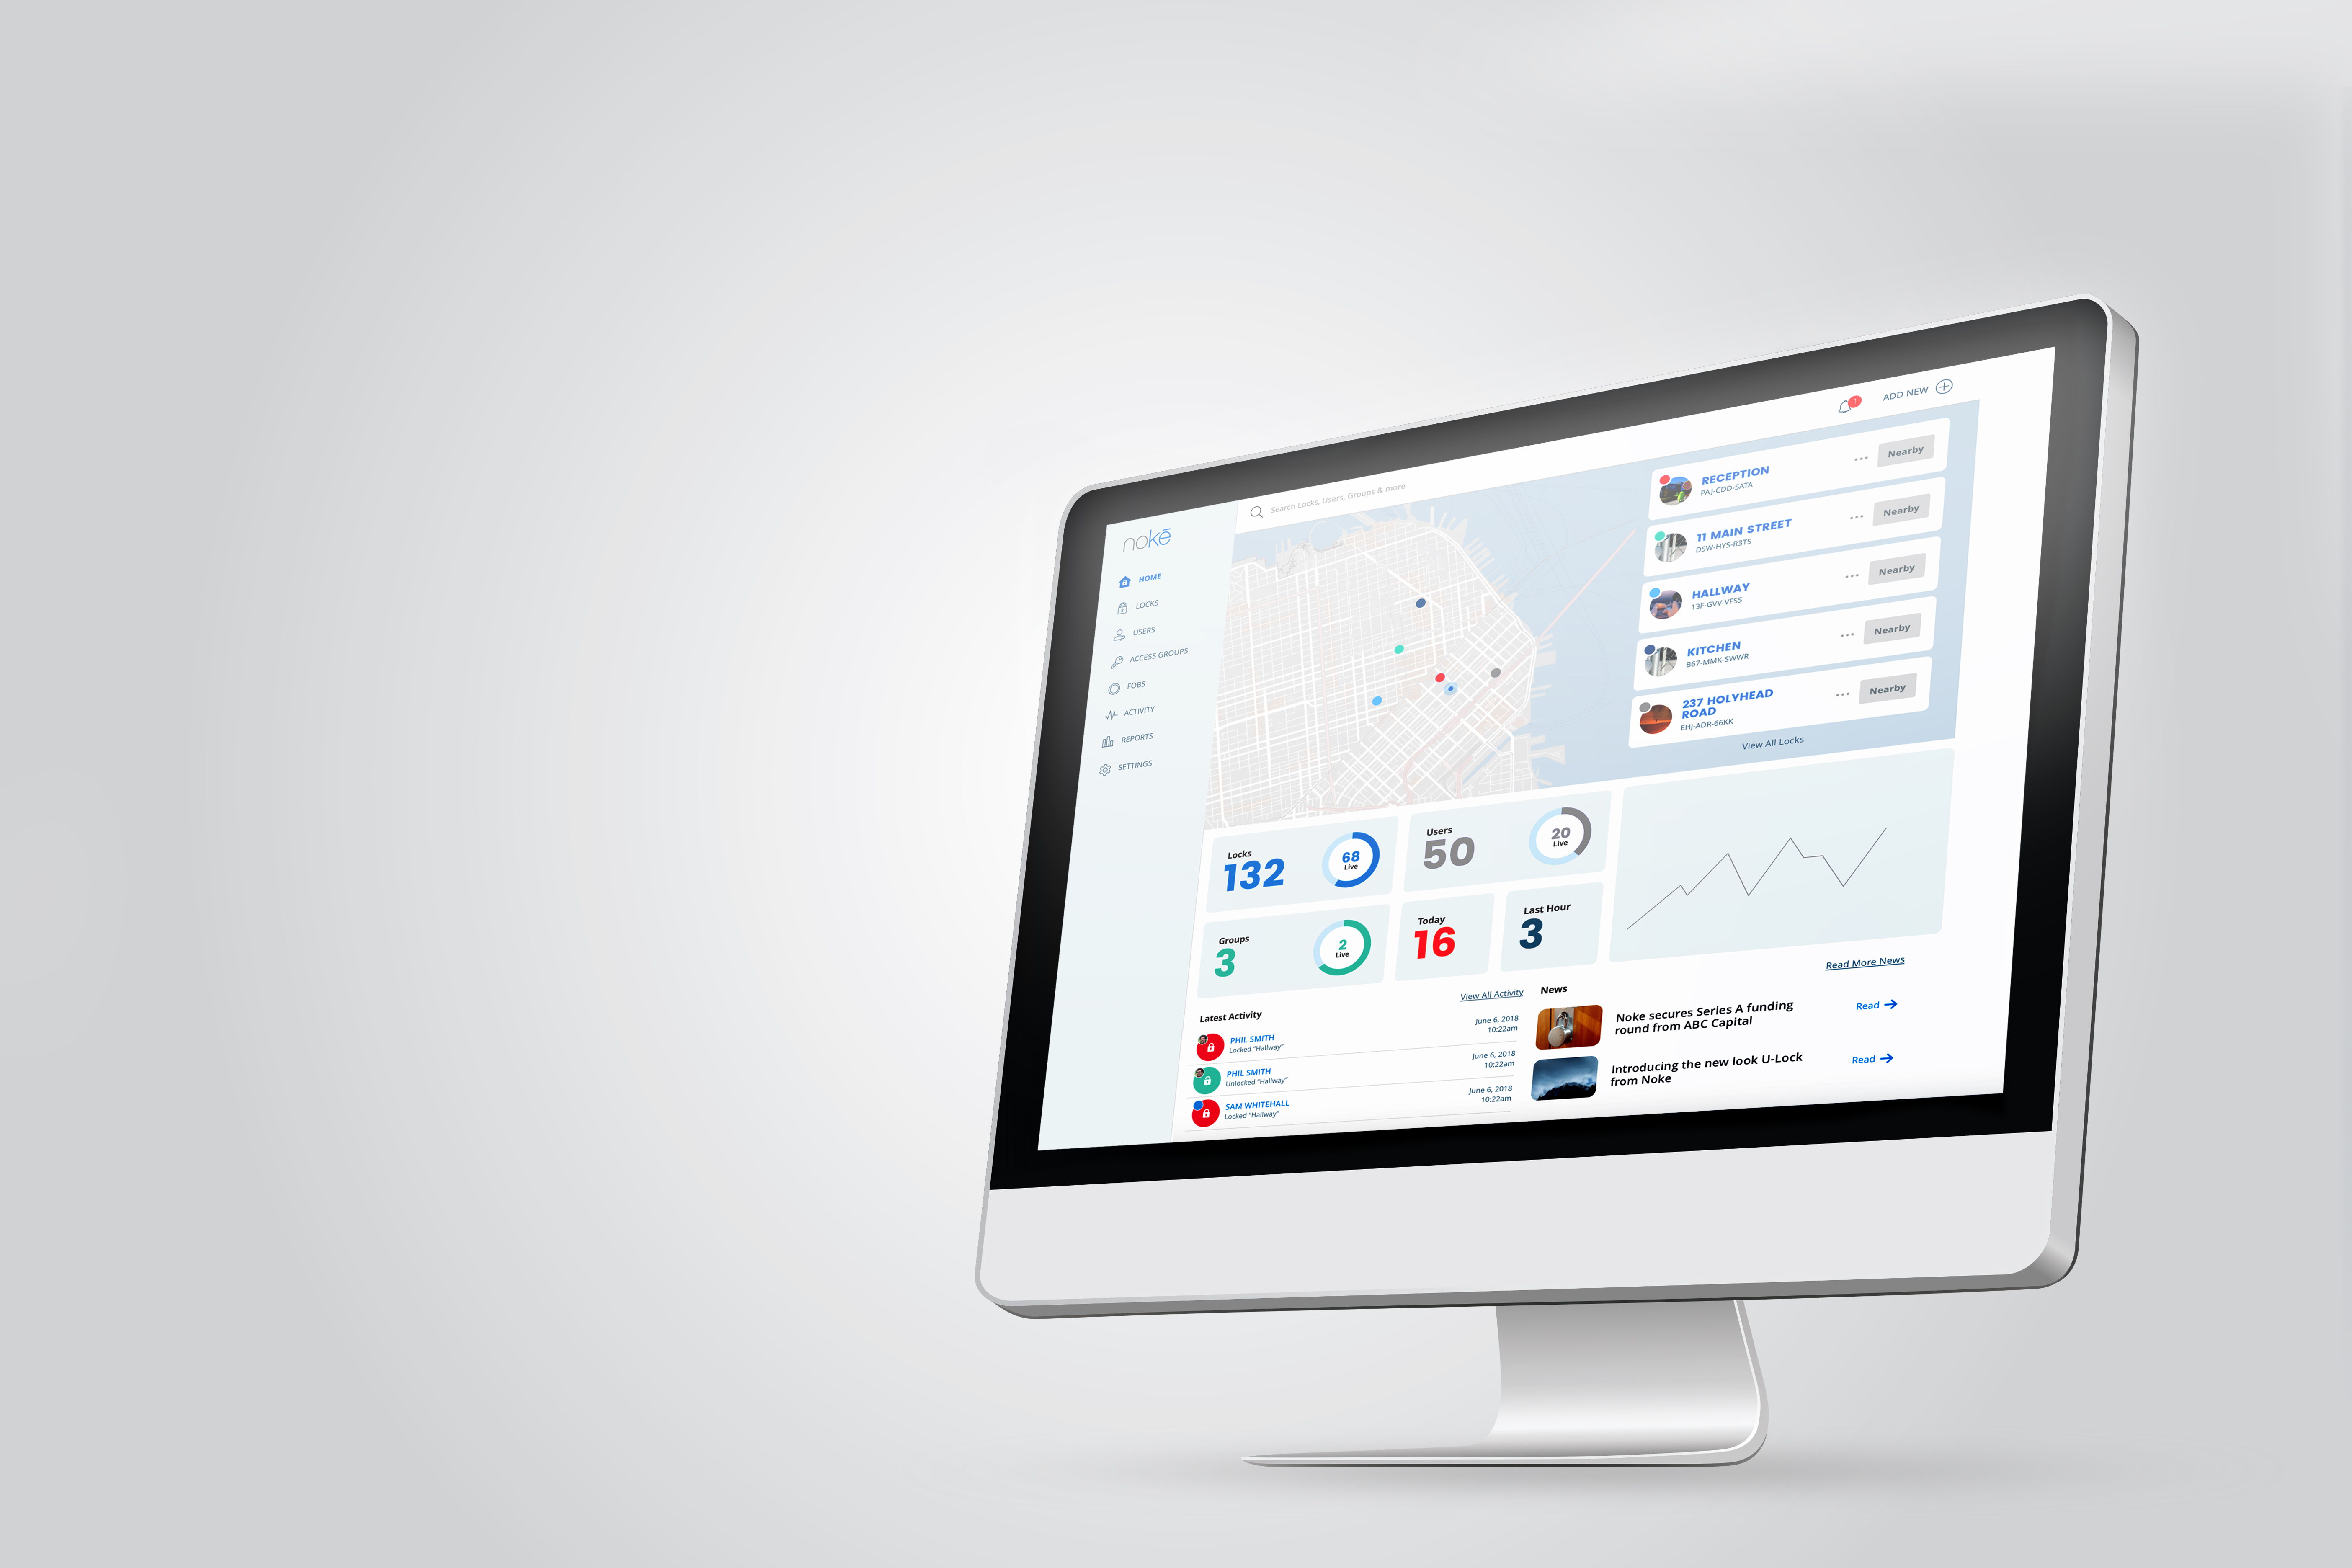 nokē
HOME
LOCKS
USERS
ACCESS GROUPS
FOBS
ACTIVITY
REPORTS
SETTINGS
Search Locks, Users, Groups & more
ADD NEW
RECEPTION
PAJ-CDD-SATA
Nearby
11 MAIN STREET
DSW-HYS-R3TS
Nearby
HALLWAY
13F-GVV-VFSS
Nearby
KITCHEN
B67-MMK-SWWR
Nearby
237 HOLYHEAD
ROAD
EHJ-ADR-66KK
Nearby
View All Locks
Locks
132
68
Live
Users
50
20
Live
Groups
3
2
Live
Today
16
Last Hour
3
Latest Activity
View All Activity
PHIL SMITH
Locked "Hallway"
June 6, 2018
10:22am
PHIL SMITH
Unlocked "Hallway"
June 6, 2018
10:22am
SAM WHITEHALL
Locked "Hallway"
June 6, 2018
10:22am
News
Read More News
Noke secures Series A funding
round from ABC Capital
Read
Introducing the new look U-Lock
from Noke
Read